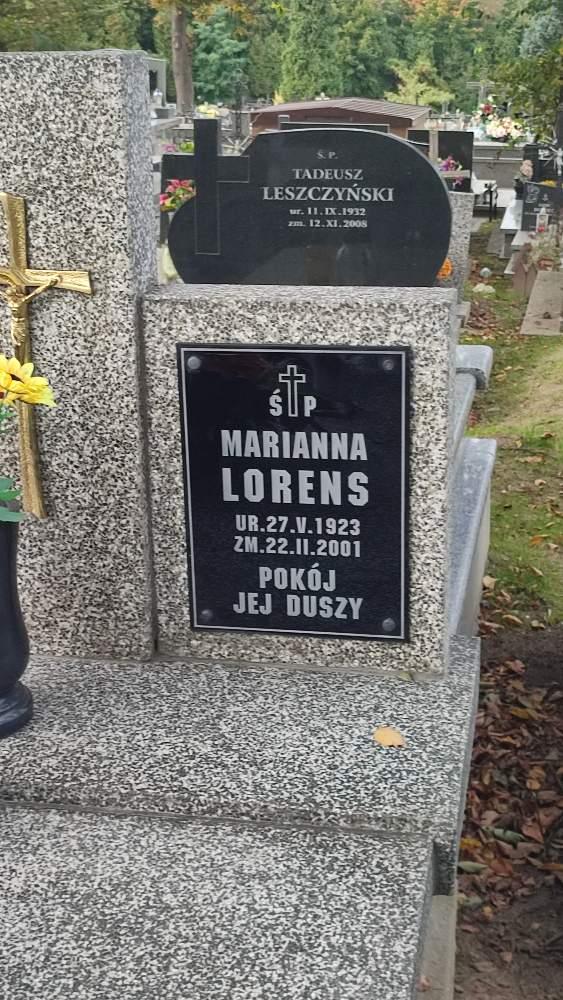 Ś. P.
TADEUSZ
LESZCZYŃSKI
ur. 11.IX.1932
zm. 12.XI.2008
Ś P
MARIANNA
LORENS
UR.27.V.1923
ZM.22.II.2001
POKÓJ
JEJ DUSZY